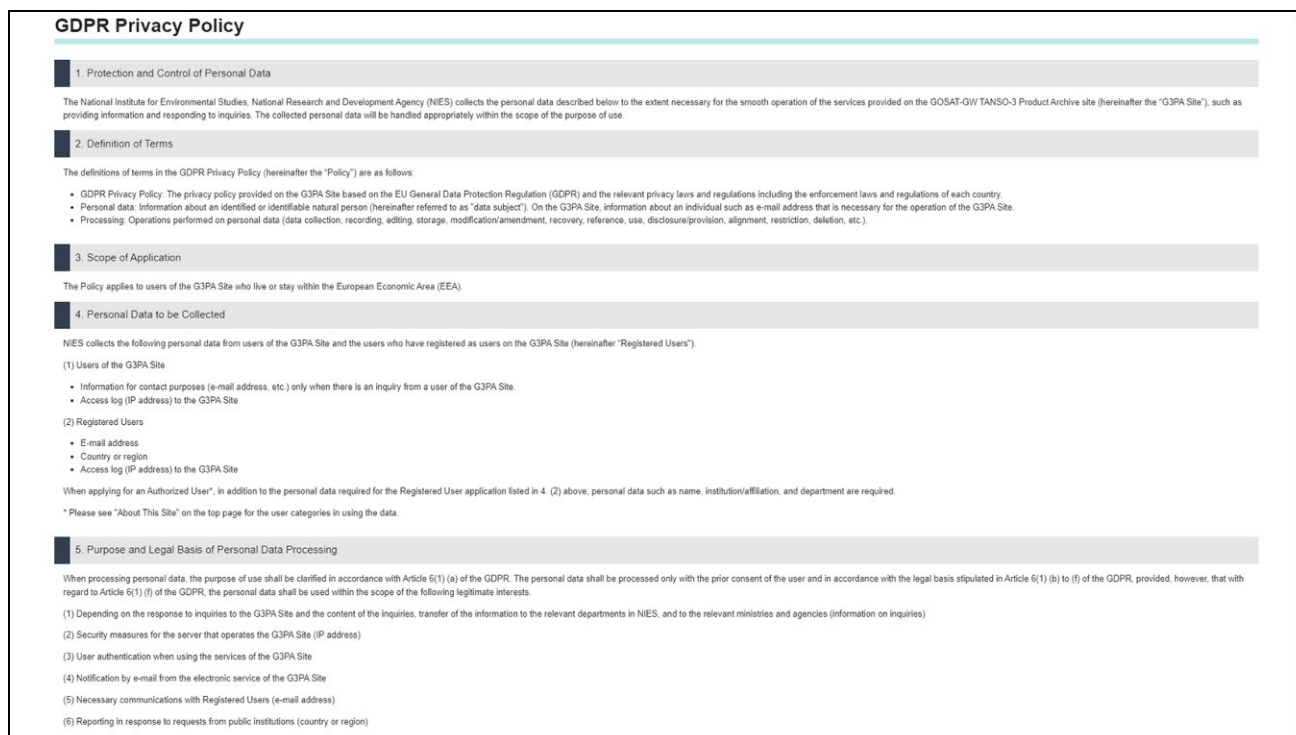 GDPR Privacy Policy
1. Protection and Control of Personal Data
The National Institute for Environmental Studies, National Research and Development Agency (NIES) collects the personal data described below to the extent necessary for the smooth operation of the services provided on the GOSAT-GW TANSO-3 Product Archive site (hereinafter the “G3PA Site”), such as
providing information and responding to inquiries. The collected personal data will be handled appropriately within the scope of the purpose of use.
2. Definition of Terms
The definitions of terms in the GDPR Privacy Policy (hereinafter the “Policy”) are as follows:
• GDPR Privacy Policy: The privacy policy provided on the G3PA Site based on the EU General Data Protection Regulation (GDPR) and the relevant privacy laws and regulations including the enforcement laws and regulations of each country.
• Personal data: Information about an identified or identifiable natural person (hereinafter referred to as "data subject"). On the G3PA Site, information about an individual such as e-mail address that is necessary for the operation of the G3PA Site.
• Processing: Operations performed on personal data (data collection, recording, editing, storage, modification/amendment, recovery, reference, use, disclosure/provision, alignment, restriction, deletion, etc.).
3. Scope of Application
The Policy applies to users of the G3PA Site who live or stay within the European Economic Area (EEA).
4. Personal Data to be Collected
NIES collects the following personal data from users of the G3PA Site and the users who have registered as users on the G3PA Site (hereinafter “Registered Users”).
(1) Users of the G3PA Site
• Information for contact purposes (e-mail address, etc.) only when there is an inquiry from a user of the G3PA Site.
• Access log (IP address) to the G3PA Site
(2) Registered Users
• E-mail address
• Country or region
• Access log (IP address) to the G3PA Site
When applying for an Authorized User*, in addition to the personal data required for the Registered User application listed in 4. (2) above, personal data such as name, institution/affiliation, and department are required.
* Please see "About This Site" on the top page for the user categories in using the data.
5. Purpose and Legal Basis of Personal Data Processing
When processing personal data, the purpose of use shall be clarified in accordance with Article 6(1) (a) of the GDPR. The personal data shall be processed only with the prior consent of the user and in accordance with the legal basis stipulated in Article 6(1) (b) to (f) of the GDPR, provided, however, that with
regard to Article 6(1) (f) of the GDPR, the personal data shall be used within the scope of the following legitimate interests.
(1) Depending on the response to inquiries to the G3PA Site and the content of the inquiries, transfer of the information to the relevant departments in NIES, and to the relevant ministries and agencies (information on inquiries)
(2) Security measures for the server that operates the G3PA Site (IP address)
(3) User authentication when using the services of the G3PA Site
(4) Notification by e-mail from the electronic service of the G3PA Site
(5) Necessary communications with Registered Users (e-mail address)
(6) Reporting in response to requests from public institutions (country or region)